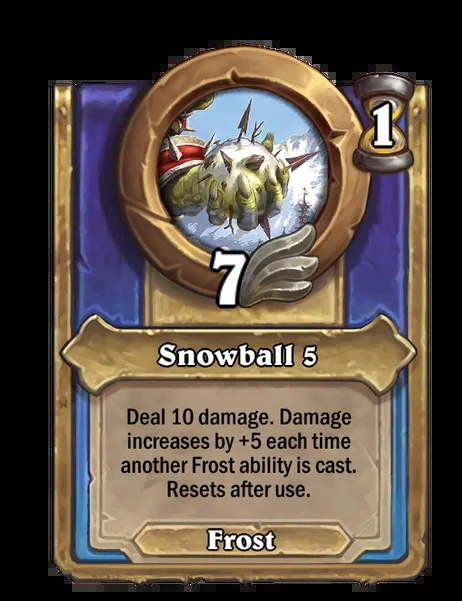 1
7
Snowball 5
Deal 10 damage. Damage
increases by +5 each time
another Frost ability is cast.
Resets after use.
Frost